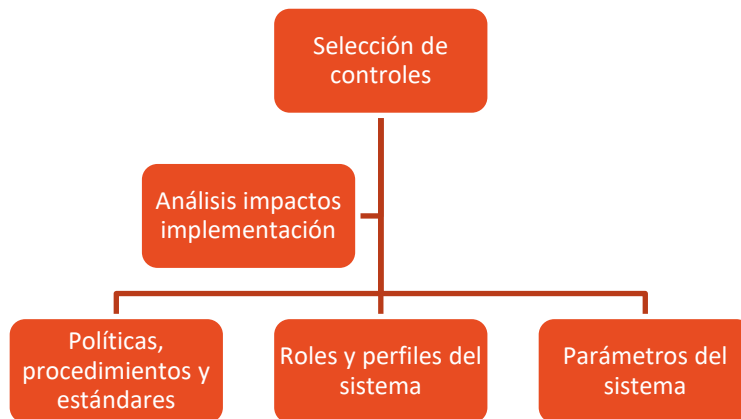 Selección de
controles
Análisis impactos
implementación
Políticas,
procedimientos y
estándares
Roles y perfiles del
sistema
Parámetros del
sistema